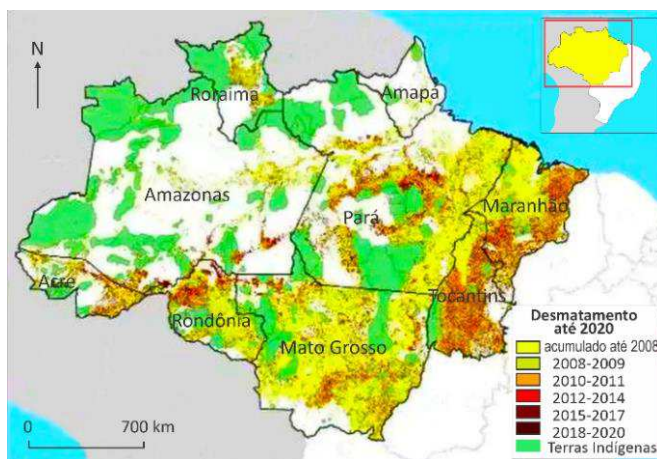 N
Roraima
Amapa
Amazonas
Pará
Maranhão
Acre
Tocantins
Rondônia
Mato Grosso
Desmatamento
até 2020
acumulado até 2008
2008-2009
2010-2011
2012-2014
2015-2017
2018-2020
Terras Indígenas
0 700 km